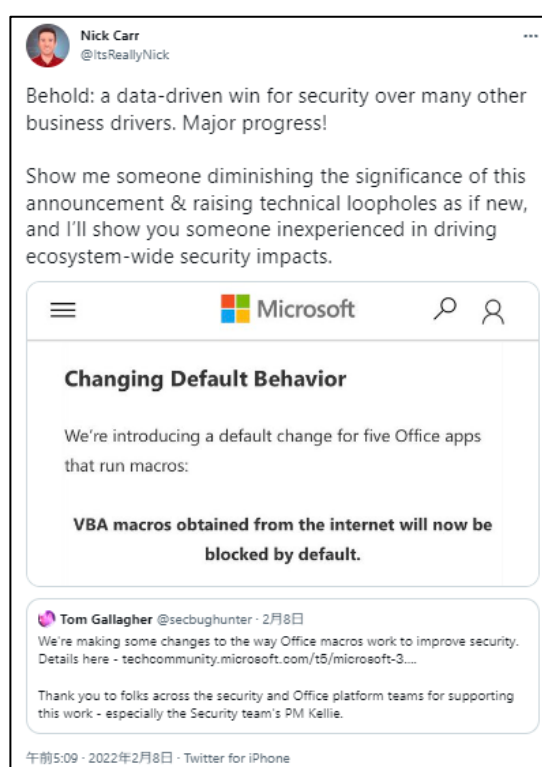 Nick Carr
@ItsReallyNick
Behold: a data-driven win for security over many other
business drivers. Major progress!
Show me someone diminishing the significance of this
announcement & raising technical loopholes as if new,
and I'll show you someone inexperienced in driving
ecosystem-wide security impacts.
Microsoft
Changing Default Behavior
We're introducing a default change for five Office apps
that run macros:
VBA macros obtained from the internet will now be
blocked by default.
Tom Gallagher @secbughunter · 2月8日
We're making some changes to the way Office macros work to improve security.
Details here - techcommunity.microsoft.com/t5/microsoft-3....
Thank you to folks across the security and Office platform teams for supporting
this work - especially the Security team's PM Kellie.
午前5:09 · 2022年2月8日 · Twitter for iPhone